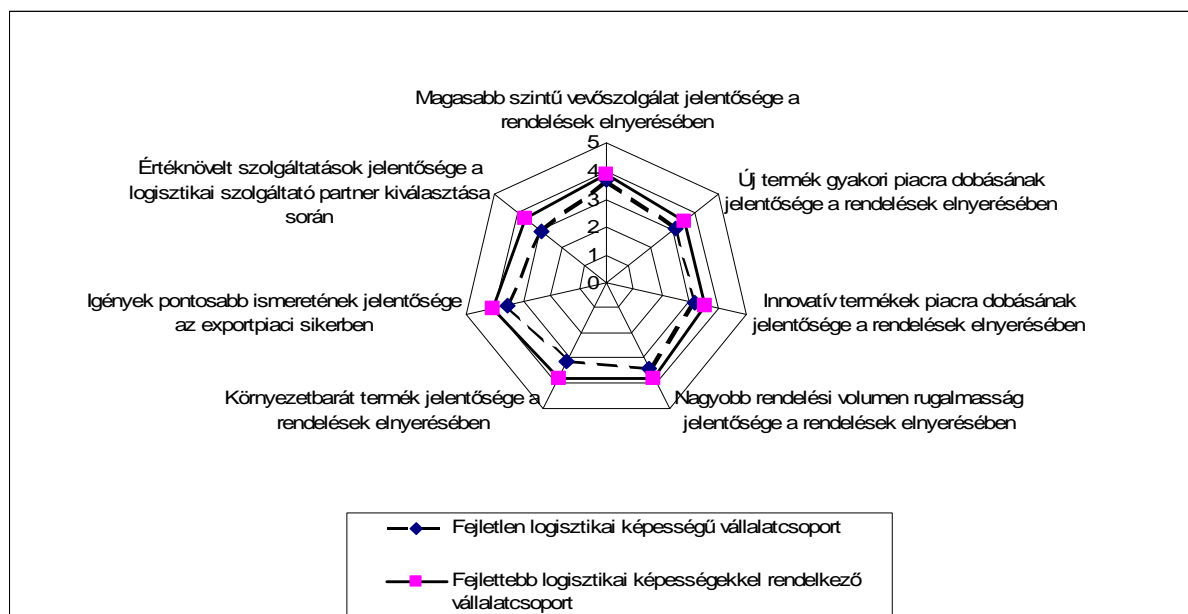 Magasabb szintű vevőszolgálat jelentősége a
rendelések elnyerésében
Új termék gyakori piacra dobásának
jelentősége a rendelések elnyerésében
Innovatív termékek piacra dobásának
jelentősége a rendelések elnyerésében
Nagyobb rendelési volumen rugalmasság
jelentősége a rendelések elnyerésében
Környezetbarát termék jelentősége a
rendelések elnyerésében
Igények pontosabb ismeretének jelentősége
az exportpiaci sikerben
Értéknövelt szolgáltatások jelentősége a
logisztikai szolgáltató partner kiválasztása
során
5
4
3
2
1
0
Fejletlen logisztikai képességű vállalatcsoport
Fejlettebb logisztikai képességekkel rendelkező
vállalatcsoport